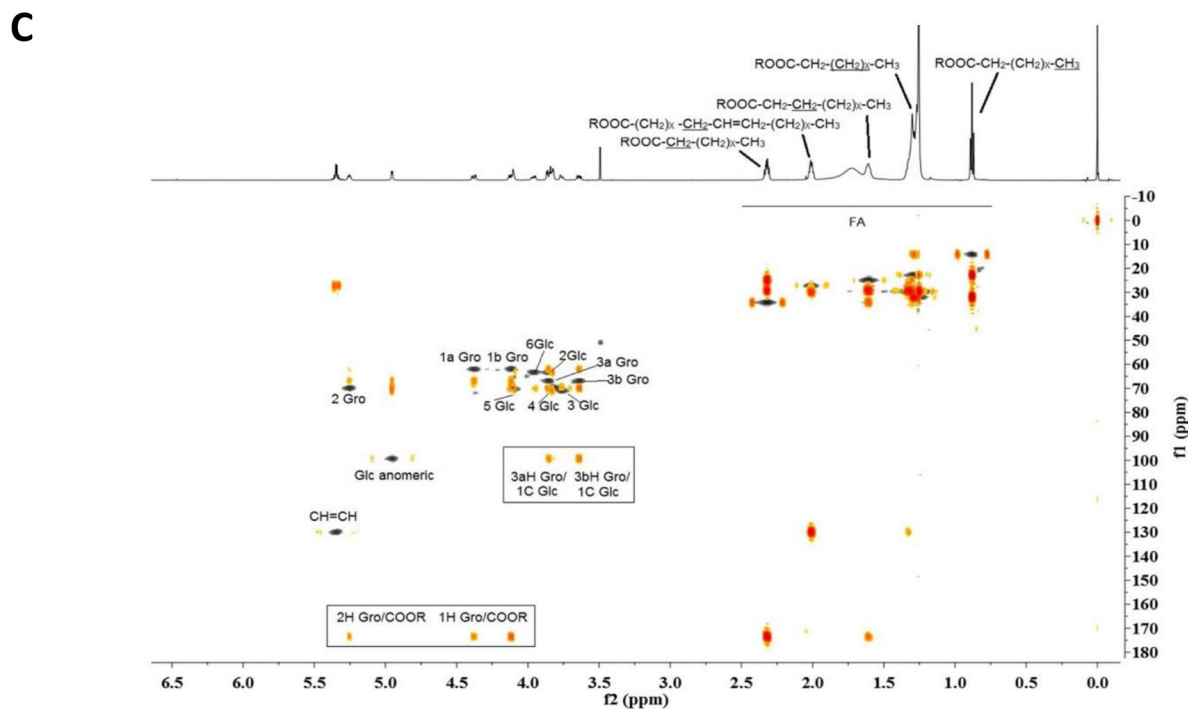 C
ROOC-CH2-(CH2)X-CH3
ROOC-CH2-(CH2)X-CH3
ROOC-CH2-CH2-(CH2)X-CH3
ROOC-(CH2)X -CH2-CH=CH2-(CH2)X-CH3
ROOC-CH2-(CH2)X-CH3
FA
1a Gro
1b Gro
6Glc
2Glc
3a Gro
3b Gro
2 Gro
5 Glc
4 Glc
3 Glc
Glc anomeric
3aH Gro/
1C Glc
3bH Gro/
1C Glc
CH=CH
2H Gro/COOR
1H Gro/COOR
-10
0
10
20
30
40
50
60
70
80
90
100
110
120
130
140
150
160
170
180
f1 (ppm)
6.5 6.0 5.5 5.0 4.5 4.0 3.5 3.0 2.5 2.0 1.5 1.0 0.5 0.0
f2 (ppm)